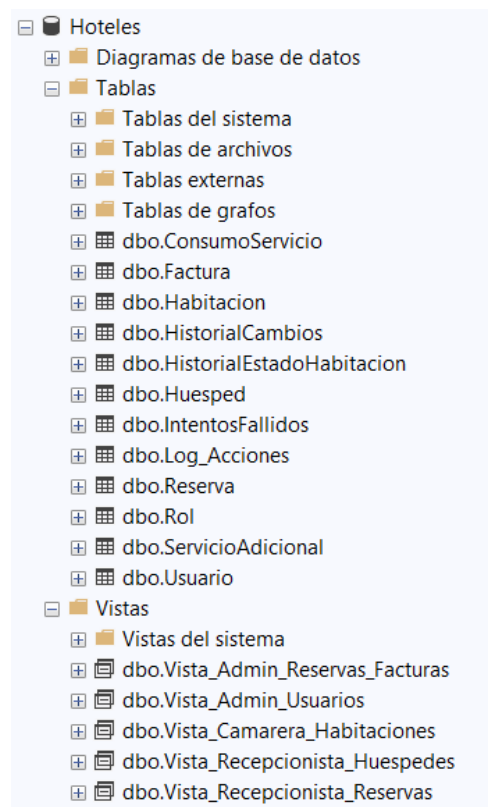 Hoteles
Diagramas de base de datos
Tablas
Tablas del sistema
Tablas de archivos
Tablas externas
Tablas de grafos
dbo.ConsumoServicio
dbo.Factura
dbo.Habitacion
dbo.HistorialCambios
dbo.HistorialEstadoHabitacion
dbo.Huesped
dbo.IntentosFallidos
dbo.Log_Acciones
dbo.Reserva
dbo.Rol
dbo.ServicioAdicional
dbo.Usuario
Vistas
Vistas del sistema
dbo.Vista_Admin_Reservas_Facturas
dbo.Vista_Admin_Usuarios
dbo.Vista_Camarera_Habitaciones
dbo.Vista_Recepcionista_Huespedes
dbo.Vista_Recepcionista_Reservas